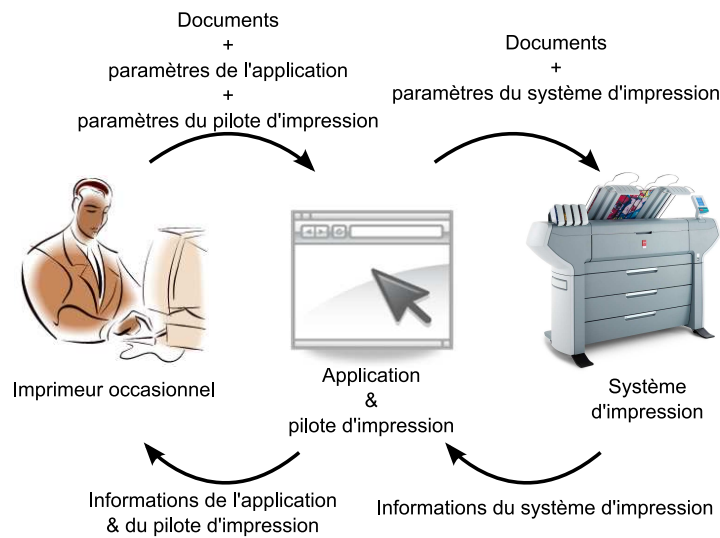 Documents
+
paramètres de l'application
+
paramètres du pilote d'impression
Documents
+
paramètres du système d'impression
Imprimeur occasionnel
Application
&
pilote d'impression
Système
d'impression
Informations de l'application
& du pilote d'impression
Informations du système d'impression